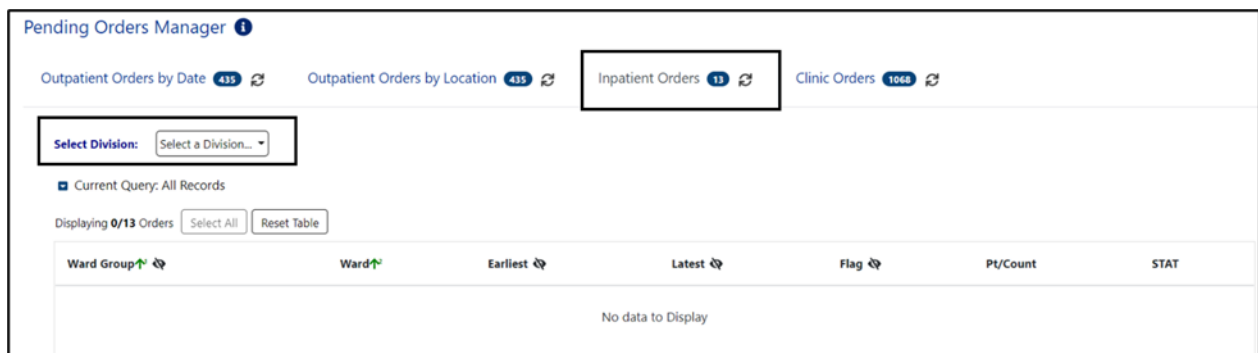 Pending Orders Manager
Outpatient Orders by Date 435 Outpatient Orders by Location 435 Inpatient Orders 13 Clinic Orders 1068
Select Division: Select a Division...
Current Query: All Records
Displaying 0/13 Orders Select All Reset Table
Ward Group Ward Earliest Latest Flag Pt/Count STAT
No data to Display